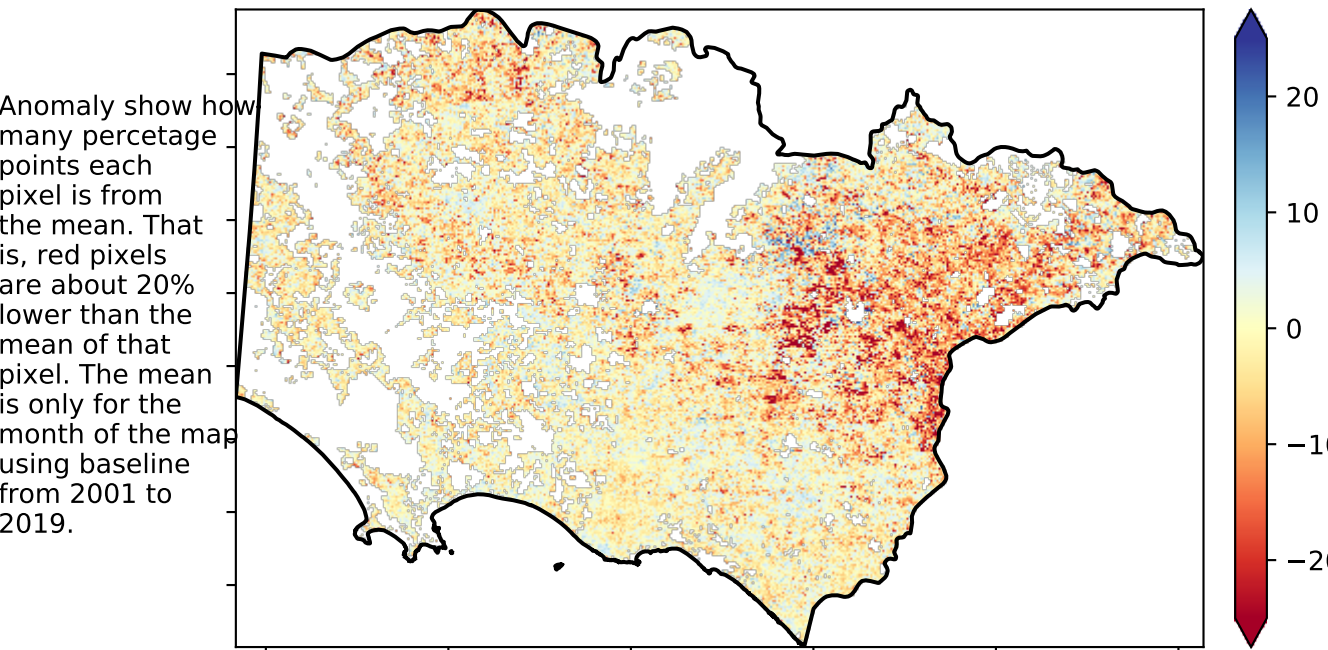 Anomaly show how
many percetage
points each
pixel is from
the mean. That
is, red pixels
are about 20%
lower than the
mean of that
pixel. The mean
is only for the
month of the map
using baseline
from 2001 to
2019.
20
10
0
−10
−20